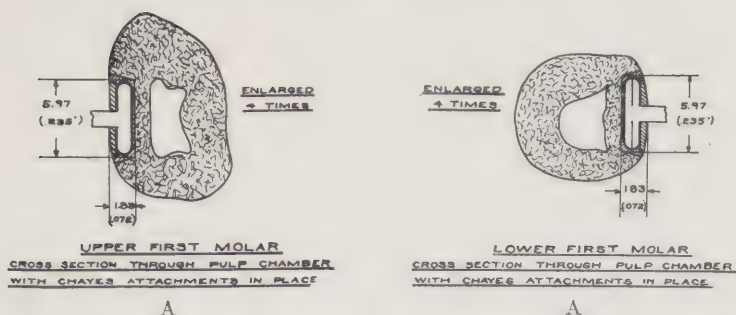 ENLARGED
4 TIMES
5.97
(.235")
1.83
(.072)
UPPER FIRST MOLAR
CROSS SECTION THROUGH PULP CHAMBER
WITH CHAYES ATTACHMENTS IN PLACE
A
ENLARGED
4 TIMES
5.97
(.235")
183
(072)
LOWER FIRST MOLAR
CROSS SECTION THROUGH PULP CHAMBER
WITH CHAYES ATTACHMENTS IN PLACE
A